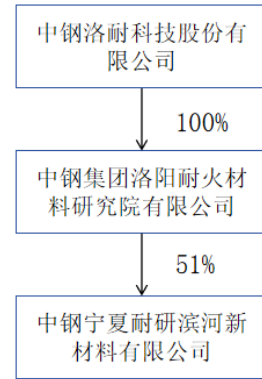 中钢洛耐科技股份有
限公司
100%
中钢集团洛阳耐火材
料研究院有限公司
51%
中钢宁夏耐研滨河新
材料有限公司